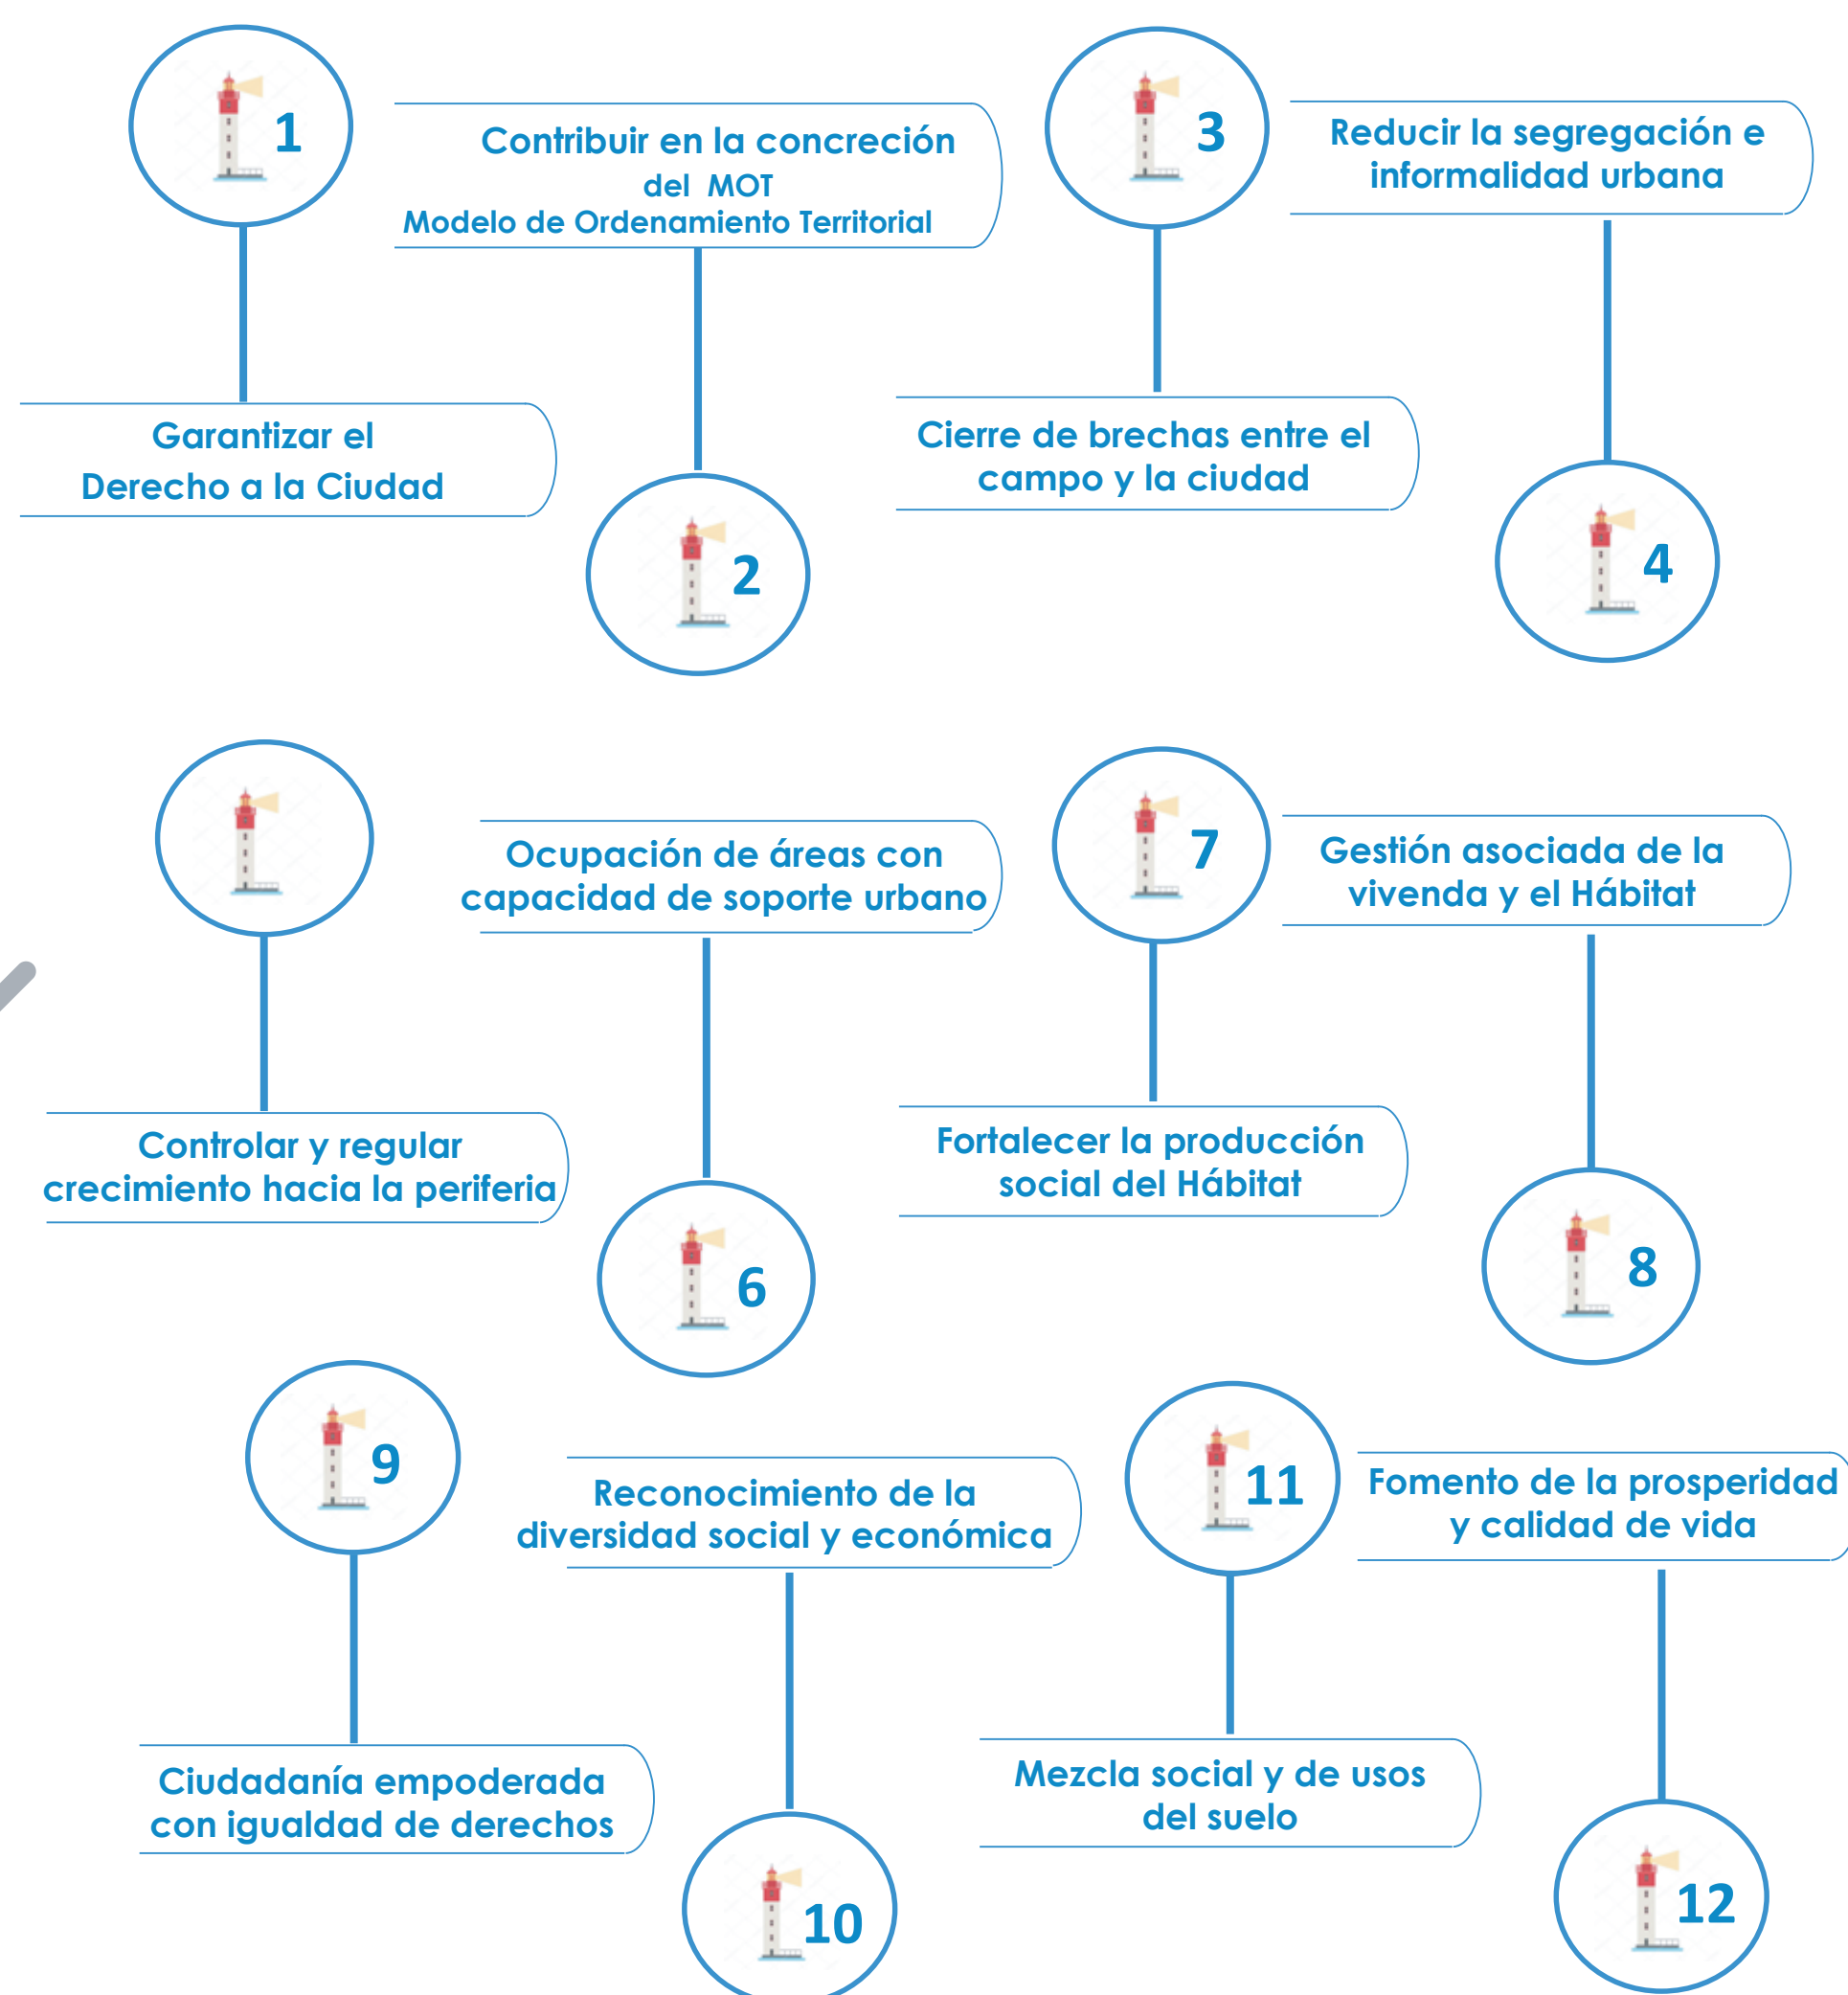 1
Garantizar el
Derecho a la Ciudad
Contribuir en la concreción
del MOT
Modelo de Ordenamiento Territorial
2
3
Cierre de brechas entre el
campo y la ciudad
Reducir la segregación e
informalidad urbana
4
Controlar y regular
crecimiento hacia la periferia
Ocupación de áreas con
capacidad de soporte urbano
6
7
Fortalecer la producción
social del Hábitat
Gestión asociada de la
vivenda y el Hábitat
8
9
Ciudadanía empoderada
con igualdad de derechos
Reconocimiento de la
diversidad social y económica
10
11
Mezcla social y de usos
del suelo
Fomento de la prosperidad
y calidad de vida
12